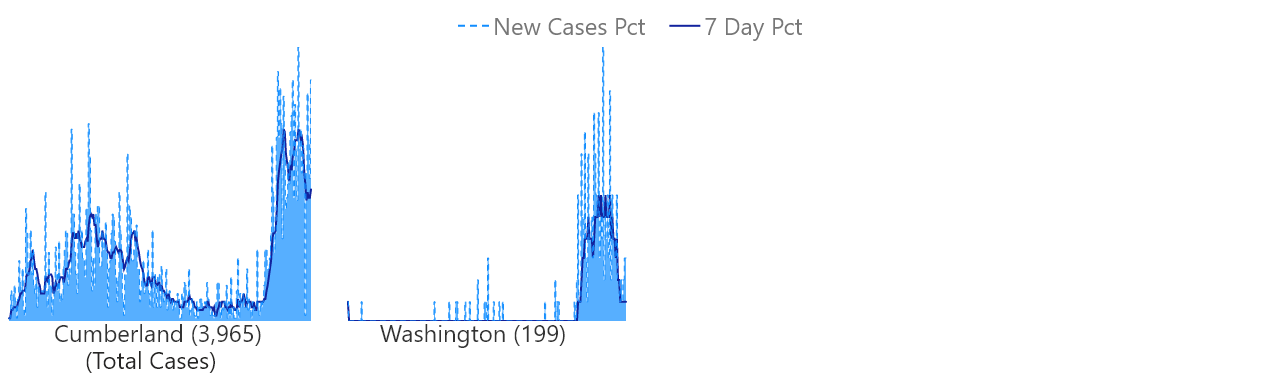 New Cases Pct 7 Day Pct
Cumberland (3,965) Washington (199)
(Total Cases)